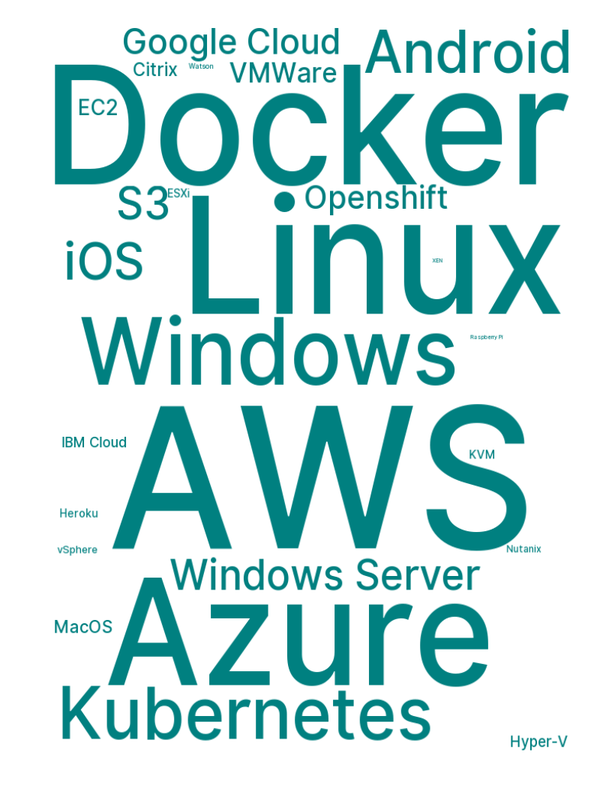 Google Cloud
Android
Citrix
Watson
VMWare
Docker
EC2
S3
ESXi
Openshift
Linux
iOS
XEN
Windows
Raspberry PI
AWS
IBM Cloud
KVM
Heroku
vSphere
Nutanix
Windows Server
Azure
MacOS
Kubernetes
Hyper-V